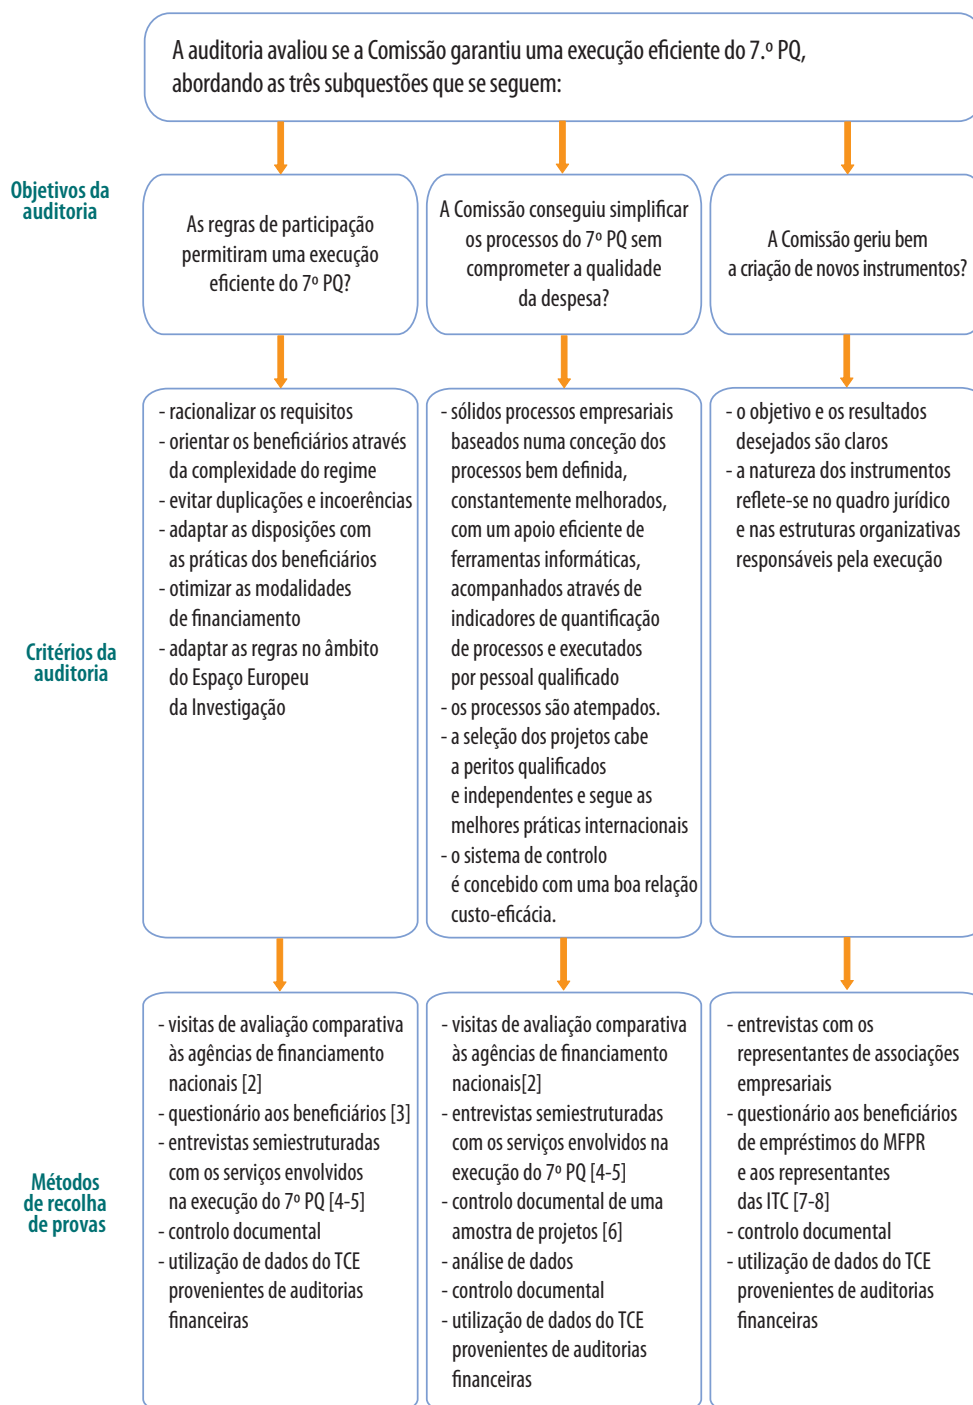 A auditoria avaliou se a Comissão garantiu uma execução eficiente do 7.º PQ,
abordando as três subquestões que se seguem:
Objetivos da
auditoria
As regras de participação
permitiram uma execução
eficiente do 7º PQ?
A Comissão conseguiu simplificar
os processos do 7º PQ sem
comprometer a qualidade
da despesa?
A Comissão geriu bem
a criação de novos instrumentos?
Critérios da
auditoria
- racionalizar os requisitos
- orientar os beneficiários através
da complexidade do regime
- evitar duplicações e incoerências
- adaptar as disposições com
as práticas dos beneficiários
- otimizar as modalidades
de financiamento
- adaptar as regras no âmbito
do Espaço Europeu
da Investigação
- sólidos processos empresariais
baseados numa conceção dos
processos bem definida,
constantemente melhorados,
com um apoio eficiente de
ferramentas informáticas,
acompanhados através de
indicadores de quantificação
de processos e executados
por pessoal qualificado
- os processos são atempados.
- a seleção dos projetos cabe
a peritos qualificados
e independentes e segue as
melhores práticas internacionais
- o sistema de controlo
é concebido com uma boa relação
custo-eficácia.
- o objetivo e os resultados
desejados são claros
- a natureza dos instrumentos
reflete-se no quadro jurídico
e nas estruturas organizativas
responsáveis pela execução
Métodos
de recolha
de provas
- visitas de avaliação comparativa
às agências de financiamento
nacionais [2]
- questionário aos beneficiários [3]
- entrevistas semiestruturadas
com os serviços envolvidos
na execução do 7º PQ [4-5]
- controlo documental
- utilização de dados do TCE
provenientes de auditorias
financeiras
- visitas de avaliação comparativa
às agências de financiamento
nacionais[2]
- entrevistas semiestruturadas
com os serviços envolvidos na
execução do 7º PQ [4-5]
- controlo documental de uma
amostra de projetos [6]
- análise de dados
- controlo documental
- utilização de dados do TCE
provenientes de auditorias
financeiras
- entrevistas com os
representantes de associações
empresariais
- questionário aos beneficiários
de empréstimos do MFPR
e aos representantes
das ITC [7-8]
- controlo documental
- utilização de dados do TCE
provenientes de auditorias
financeiras